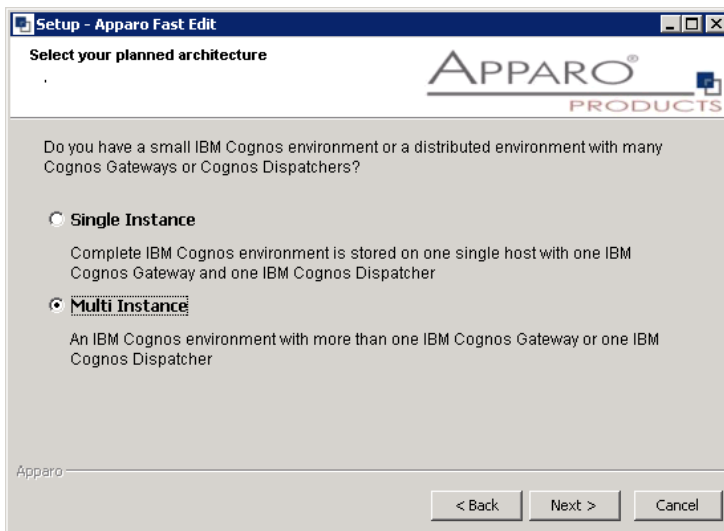 Setup - Apparo Fast Edit
Select your planned architecture
.
APPARO®
PRODUCTS
Do you have a small IBM Cognos environment or a distributed environment with many
Cognos Gateways or Cognos Dispatchers?
Single Instance
Complete IBM Cognos environment is stored on one single host with one IBM
Cognos Gateway and one IBM Cognos Dispatcher
Multi Instance
An IBM Cognos environment with more than one IBM Cognos Gateway or one IBM
Cognos Dispatcher
Apparo
< Back Next > Cancel